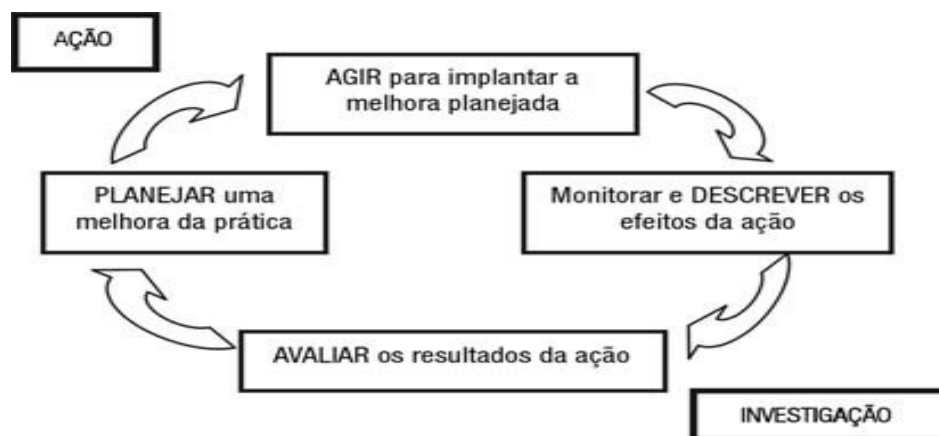 AÇÃO
AGIR para implantar a
melhora planejada
PLANEJAR uma
melhora da prática
Monitorar e DESCREVER os
efeitos da ação
AVALIAR os resultados da ação
INVESTIGAÇÃO